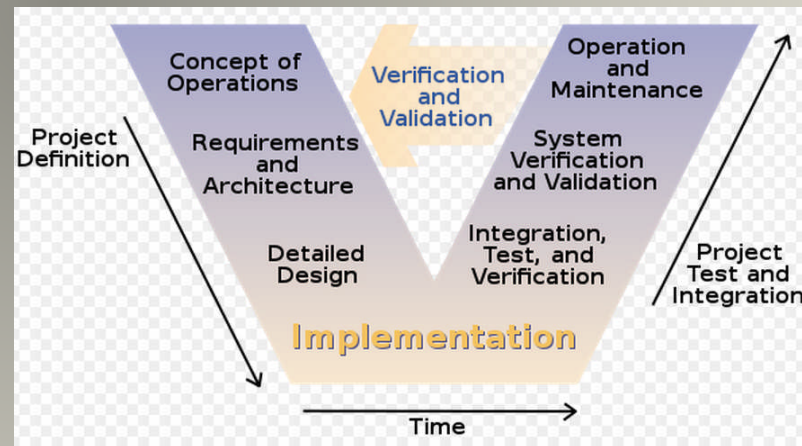 Concept of
Operations
Verification
and
Validation
Operation
and
Maintenance
Project
Definition
Requirements
and
Architecture
System
Verification
and Validation
Detailed
Design
Integration,
Test, and
Verification
Project
Test and
Integration
Implementation
Time